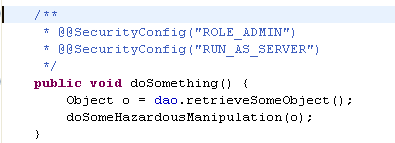 /**
 * @@SecurityConfig("ROLE_ADMIN")
 * @@SecurityConfig("RUN_AS_SERVER")
 */
public void doSomething() {
    Object o = dao.retrieveSomeObject();
    doSomeHazardousManipulation(o);
}